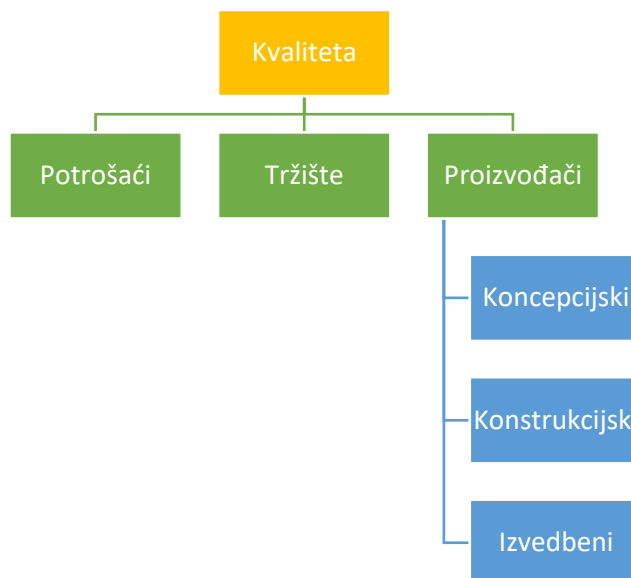 Kvaliteta
Potrošaći
Tržište
Proizvođači
Koncepcijski
Konstrukcijsk
Izvedbeni